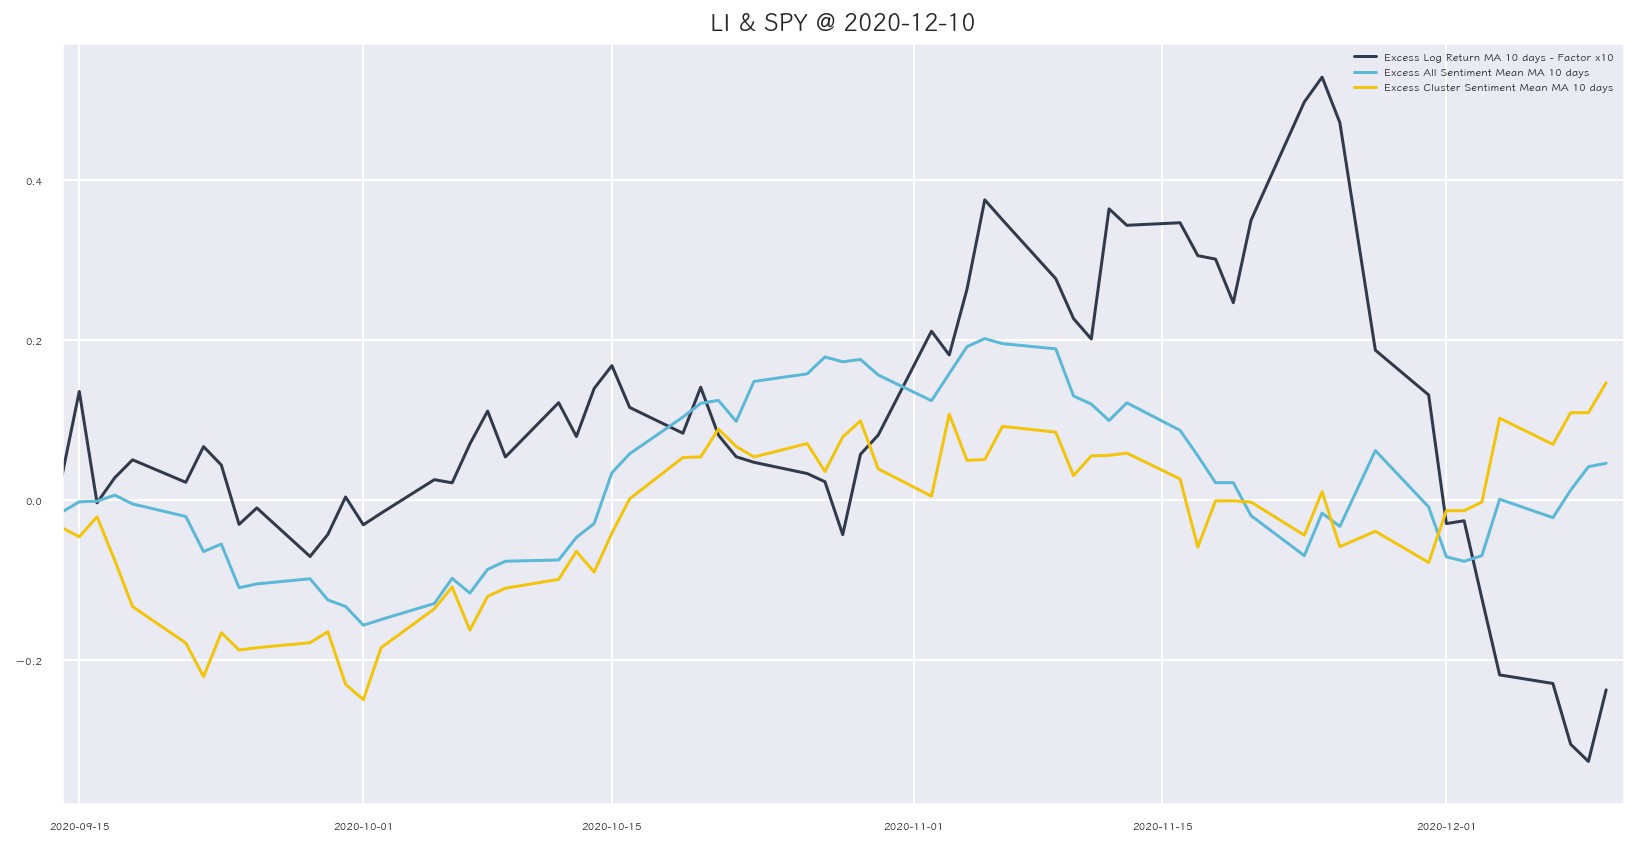 LI & SPY @ 2020-12-10
Excess Log Return MA 10 days - Factor x10
Excess All Sentiment Mean MA 10 days
Excess Cluster Sentiment Mean MA 10 days
0.4
0.2
0.0
−0.2
2020-09-15 2020-10-01 2020-10-15 2020-11-01 2020-11-15 2020-12-01